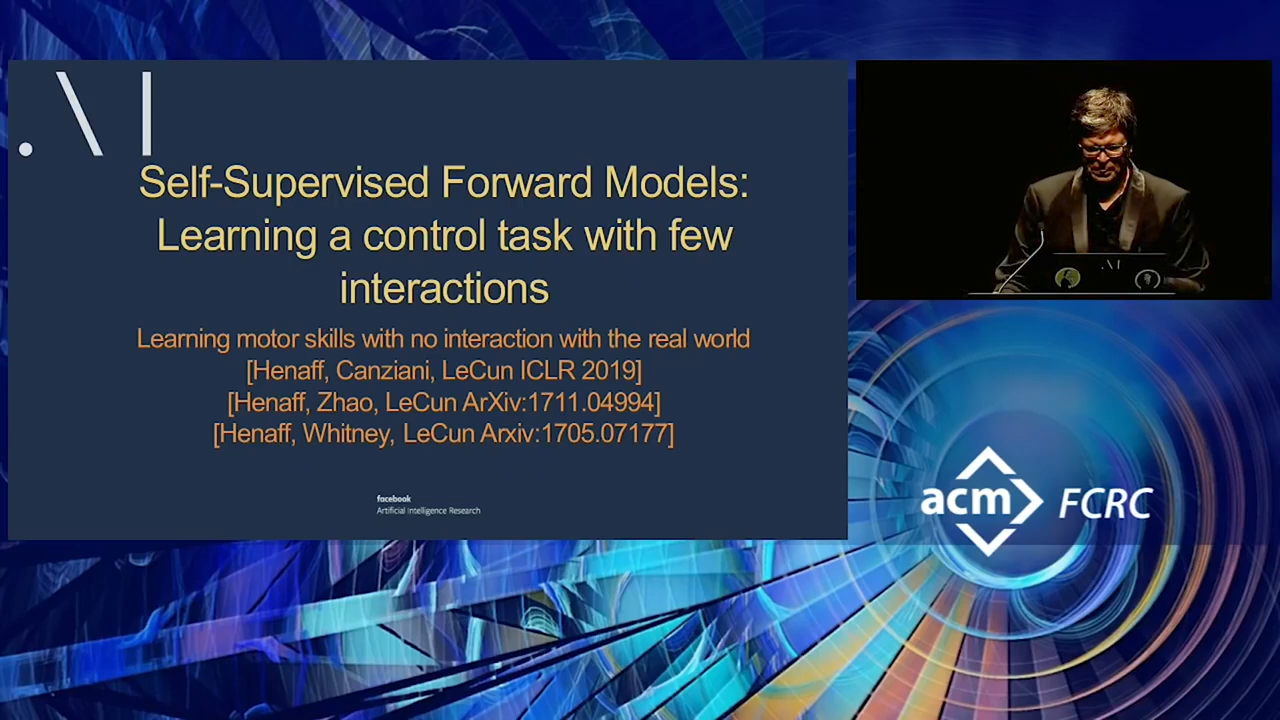 .\|
Self-Supervised Forward Models:
Learning a control task with few
interactions
Learning motor skills with no interaction with the real world
[Henaff, Canziani, LeCun ICLR 2019]
[Henaff, Zhao, LeCun ArXiv:1711.04994]
[Henaff, Whitney, LeCun Arxiv:1705.07177]
facebook
Artificial Intelligence Research
.\|
acm FCRC